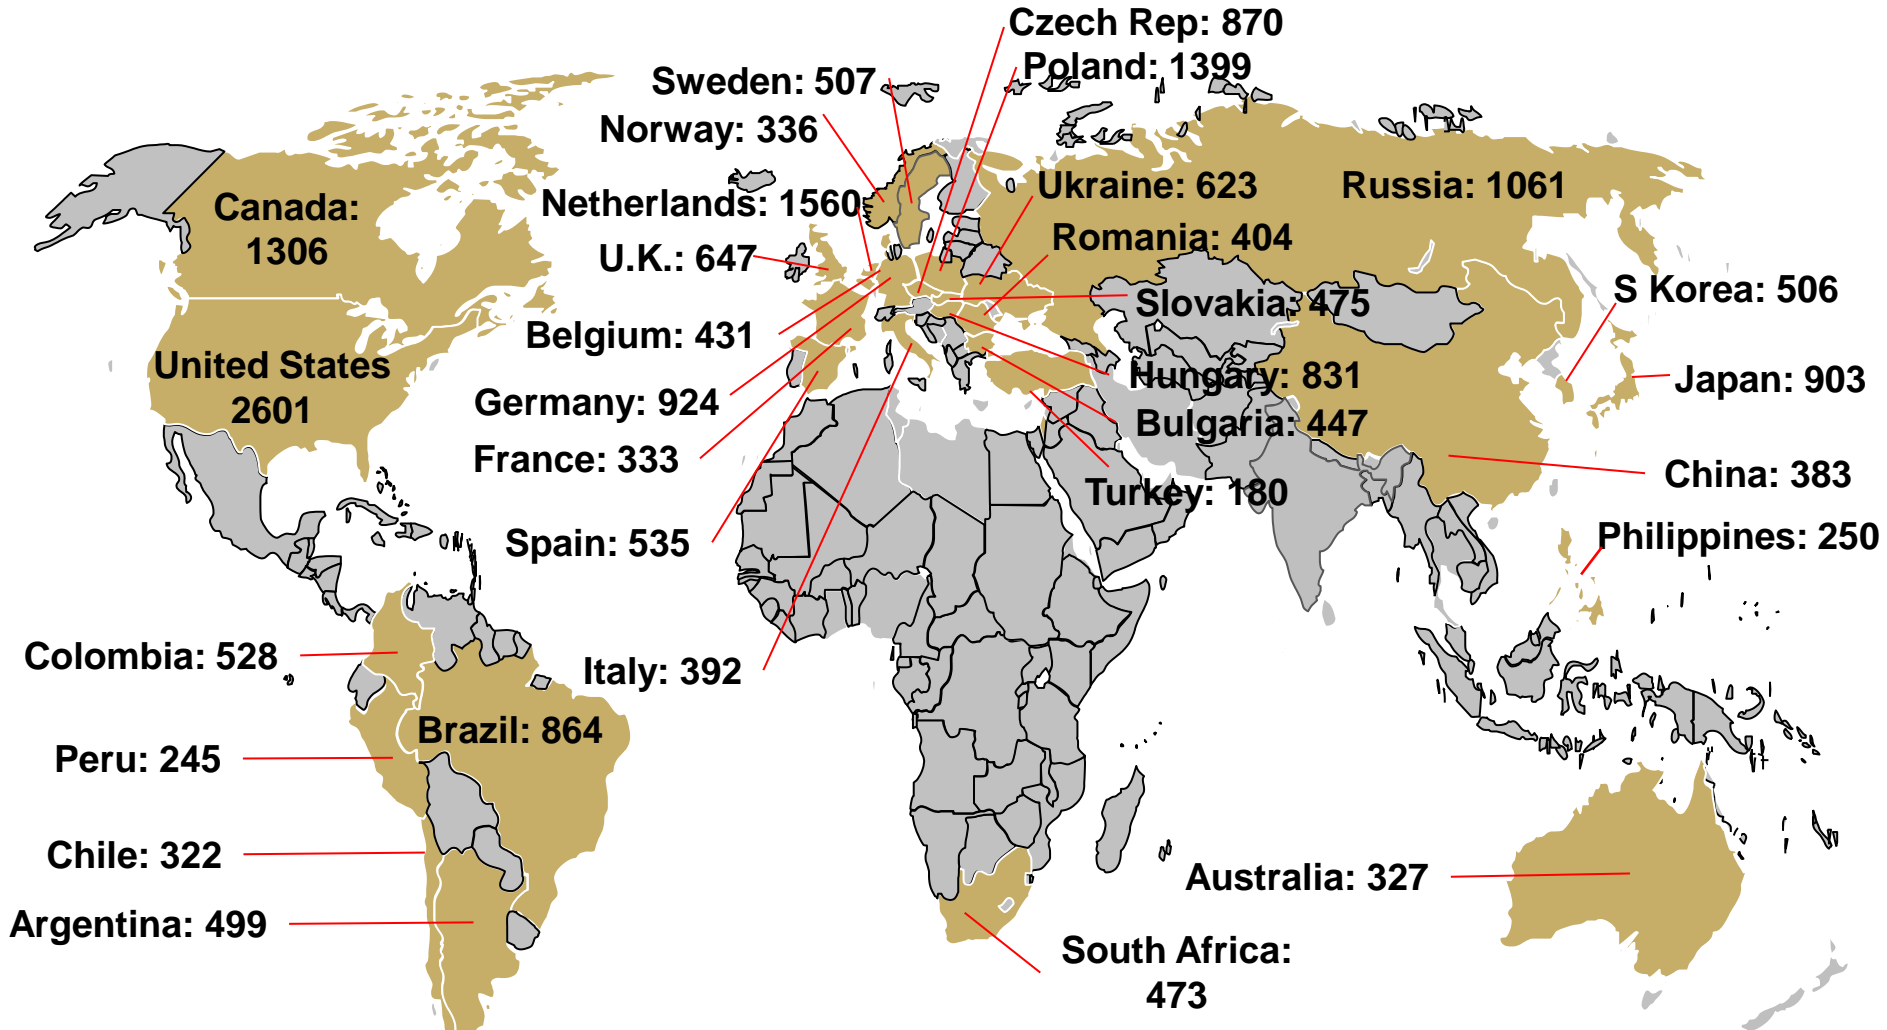 Czech Rep: 870
Poland: 1399
Sweden: 507
Norway: 336
Netherlands: 1560
Ukraine: 623
Russia: 1061
Canada:
1306
U.K.: 647
Romania: 404
Slovakia: 475
S Korea: 506
Belgium: 431
United States
2601
Hungary: 831
Japan: 903
Germany: 924
Bulgaria: 447
France: 333
China: 383
Turkey: 180
Spain: 535
Philippines: 250
Colombia: 528
Italy: 392
Brazil: 864
Peru: 245
Chile: 322
Australia: 327
Argentina: 499
South Africa:
473